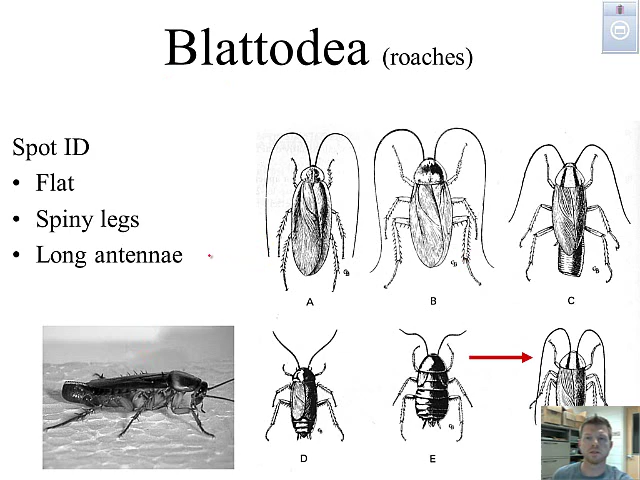 Blattodea (roaches)
Spot ID
• Flat
• Spiny legs
• Long antennae
A
B
C
D
E